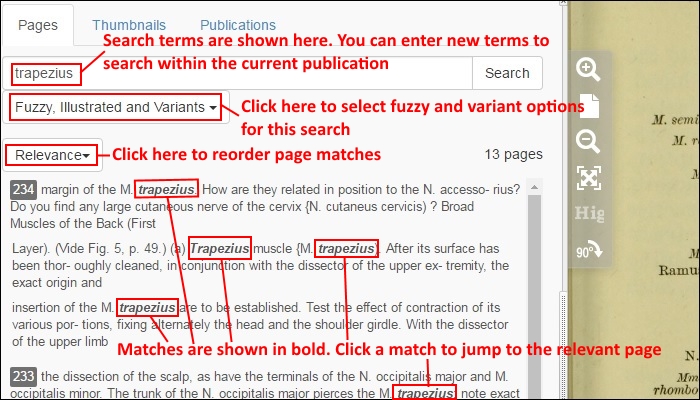 Pages Thumbnails Publications
Search terms are shown here. You can enter new terms to
search within the current publication
trapezius Search
Fuzzy, Illustrated and Variants
Click here to select fuzzy and variant options
for this search
Relevance Click here to reorder page matches 13 pages
234 margin of the M. trapezius. How are they related in position to the N. accesso- rius?
Do you find any large cutaneous nerve of the cervix {N. cutaneus cervicis) ? Broad
Muscles of the Back (First
Layer). (Vide Fig. 5, p. 49.) (a) Trapezius muscle {M. trapezius). After its surface has
been thor- oughly cleaned, in conjunction with the dissector of the upper ex- tremity, the
exact origin and
insertion of the M. trapezius are to be established. Test the effect of contraction of its
various por- tions, fixing alternately the head and the shoulder girdle. With the dissector
of the upper limb
Matches are shown in bold. Click a match to jump to the relevant page
233 the dissection of the scalp, as have the terminals of the N. occipitalis major and M.
occipitalis minor. The trunk of the N. occipitalis major pierces the M. trapezius; note exact
Hig
90°
M. semi
M. r
M
Ramu
N.
Mm
rhombo